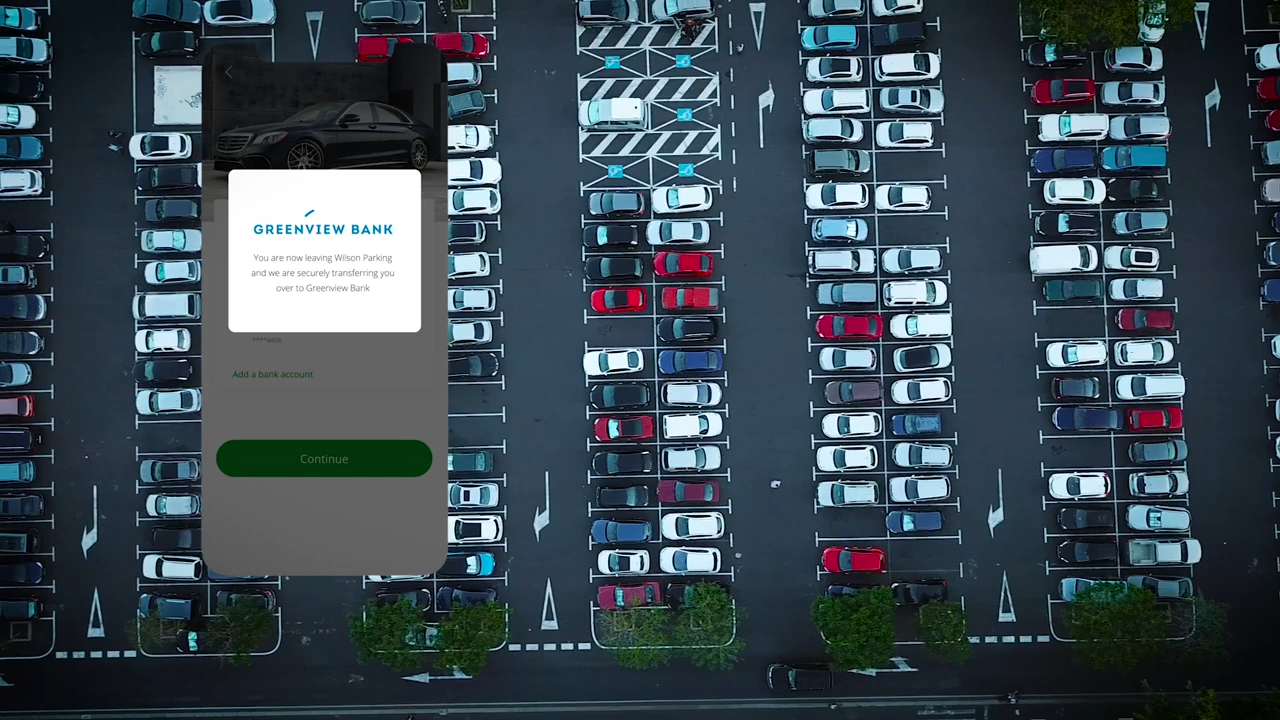 GREENVIEW BANK
You are now leaving Wilson Parking
and we are securely transferring you
over to Greenview Bank
Add a bank account
Continue